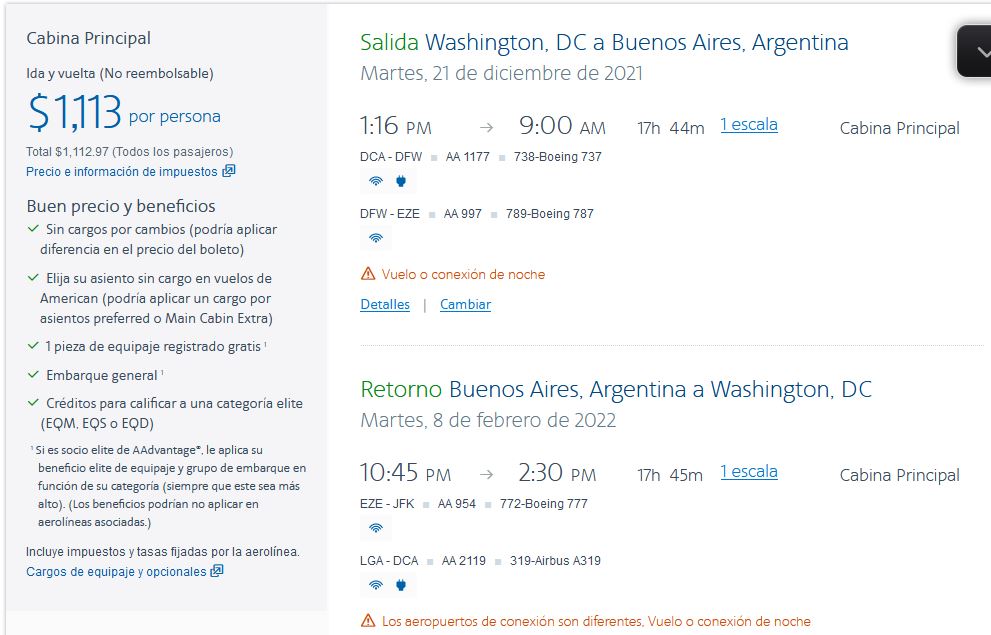 Cabina Principal
Ida y vuelta (No reembolsable)
$1,113 por persona
Total $1,112.97 (Todos los pasajeros)
Precio e información de impuestos
Buen precio y beneficios
Sin cargos por cambios (podría aplicar
diferencia en el precio del boleto)
Elija su asiento sin cargo en vuelos de
American (podría aplicar un cargo por
asientos preferred o Main Cabin Extra)
1 pieza de equipaje registrado gratis 1
Embarque general 1
Créditos para calificar a una categoría elite
(EQM, EQS o EQD)
1 Si es socio elite de AAdvantage®, le aplica su
beneficio elite de equipaje y grupo de embarque en
función de su categoría (siempre que este sea más
alto). (Los beneficios podrían no aplicar en
aerolíneas asociadas.)
Incluye impuestos y tasas fijadas por la aerolínea.
Cargos de equipaje y opcionales
Salida Washington, DC a Buenos Aires, Argentina
Martes, 21 de diciembre de 2021
1:16 PM → 9:00 AM 17h 44m 1 escala Cabina Principal
DCA - DFW ■ AA 1177 ■ 738-Boeing 737
DFW - EZE ■ AA 997 ■ 789-Boeing 787
Vuelo o conexión de noche
Detalles | Cambiar
Retorno Buenos Aires, Argentina a Washington, DC
Martes, 8 de febrero de 2022
10:45 PM → 2:30 PM 17h 45m 1 escala Cabina Principal
EZE - JFK ■ AA 954 ■ 772-Boeing 777
LGA - DCA ■ AA 2119 ■ 319-Airbus A319
Los aeropuertos de conexión son diferentes, Vuelo o conexión de noche